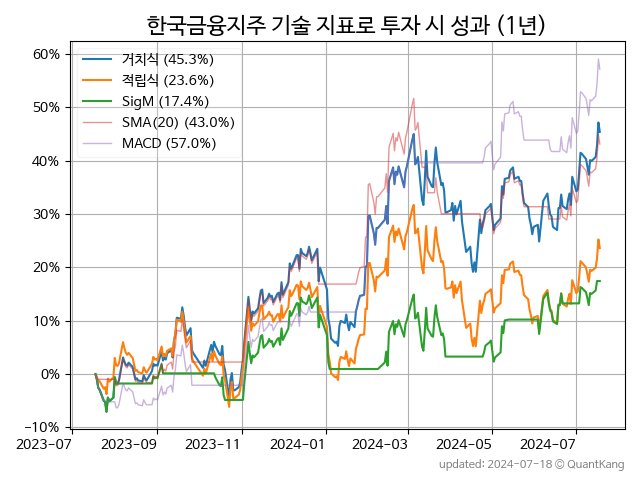 한국금융지주 기술 지표로 투자 시 성과 (1년)
60%
50%
40%
30%
20%
10%
0%
−10%
거치식 (45.3%)
적립식 (23.6%)
SigM (17.4%)
SMA(20) (43.0%)
MACD (57.0%)
2023-07 2023-09 2023-11 2024-01 2024-03 2024-05 2024-07
updated: 2024-07-18 © QuantKang